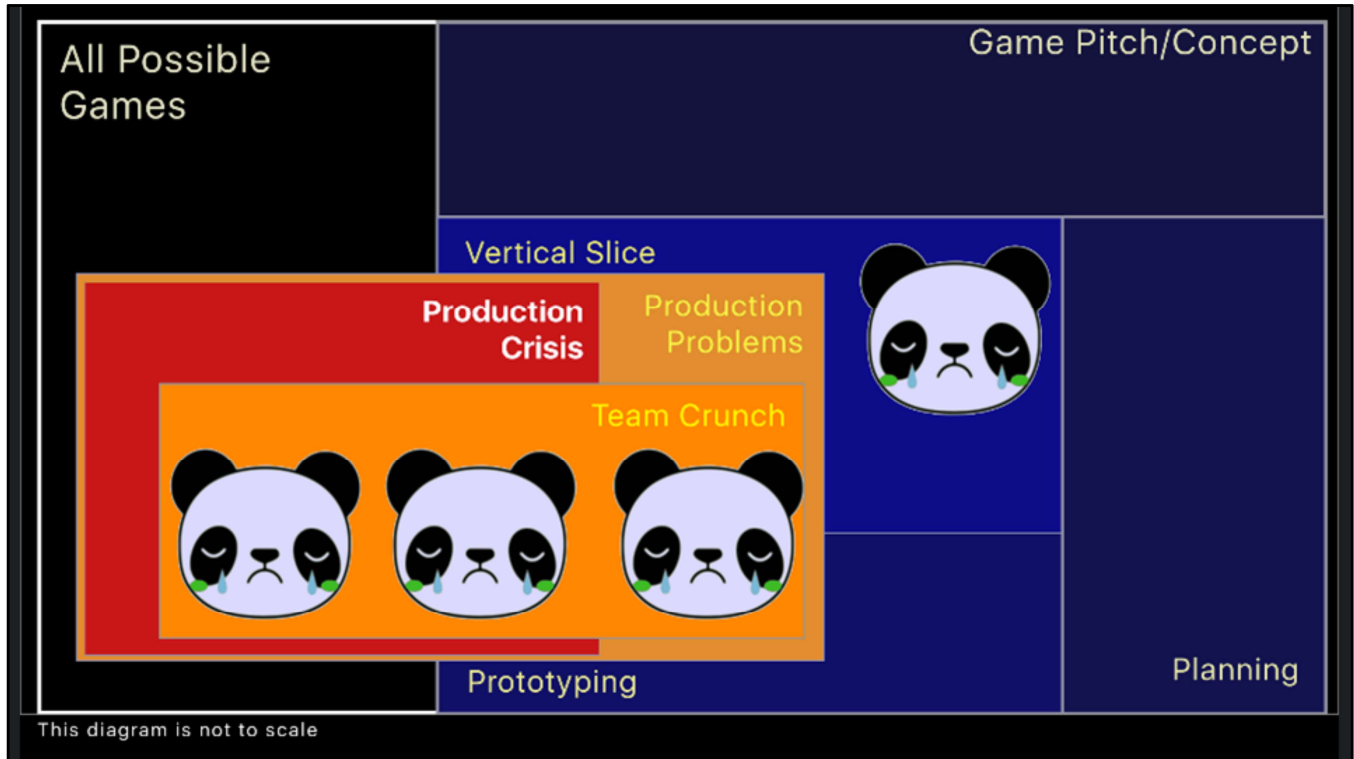 All Possible
Games
Game Pitch/Concept
Vertical Slice
Production
Crisis
Production
Problems
Team Crunch
Prototyping
Planning
This diagram is not to scale